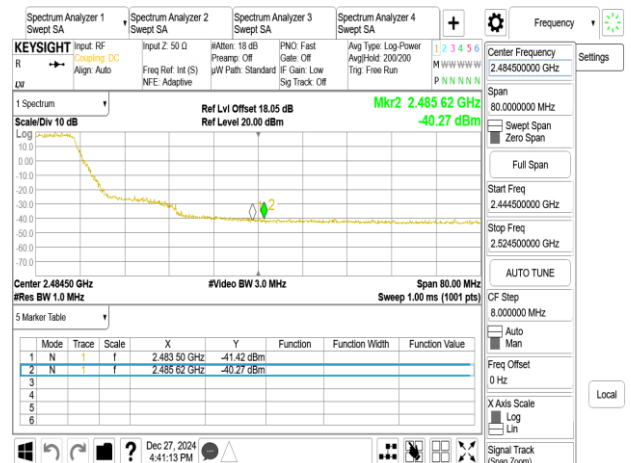 Spectrum Analyzer 1
Swept SA
Spectrum Analyzer 2
Swept SA
Spectrum Analyzer 3
Swept SA
Spectrum Analyzer 4
Swept SA
+
Frequency
KEYSIGHT
R
LXI
Input: RF
Coupling: DC
Align: Auto
Input Z: 50 Ω
Freq Ref: Int (S)
NFE: Adaptive
#Atten: 18 dB
Preamp: Off
µW Path: Standard
PNO: Fast
Gate: Off
IF Gain: Low
Sig Track: Off
Avg Type: Log-Power
Avg|Hold: 200/200
Trig: Free Run
1 2 3 4 5 6
M W W W W W
P N N N N N
1 Spectrum
Scale/Div 10 dB
Ref Lvl Offset 18.05 dB
Ref Level 20.00 dBm
Mkr2 2.485 62 GHz
-40.27 dBm
Log
10.0
0.00
-10.0
-20.0
-30.0
-40.0
-50.0
-60.0
-70.0
2
Center 2.48450 GHz
#Res BW 1.0 MHz
#Video BW 3.0 MHz
Span 80.00 MHz
Sweep 1.00 ms (1001 pts)
5 Marker Table
Mode Trace Scale X Y Function Function Width Function Value
1 N 1 f 2.483 50 GHz -41.42 dBm
2 N 1 f 2.485 62 GHz -40.27 dBm
3
4
5
6
?
Dec 27, 2024
4:41:13 PM
Center Frequency
2.484500000 GHz
Settings
Span
80.0000000 MHz
Swept Span
Zero Span
Full Span
Start Freq
2.444500000 GHz
Stop Freq
2.524500000 GHz
AUTO TUNE
CF Step
8.000000 MHz
Auto
Man
Freq Offset
0 Hz
X Axis Scale
Log
Lin
Local
Signal Track
(Span Zoom)